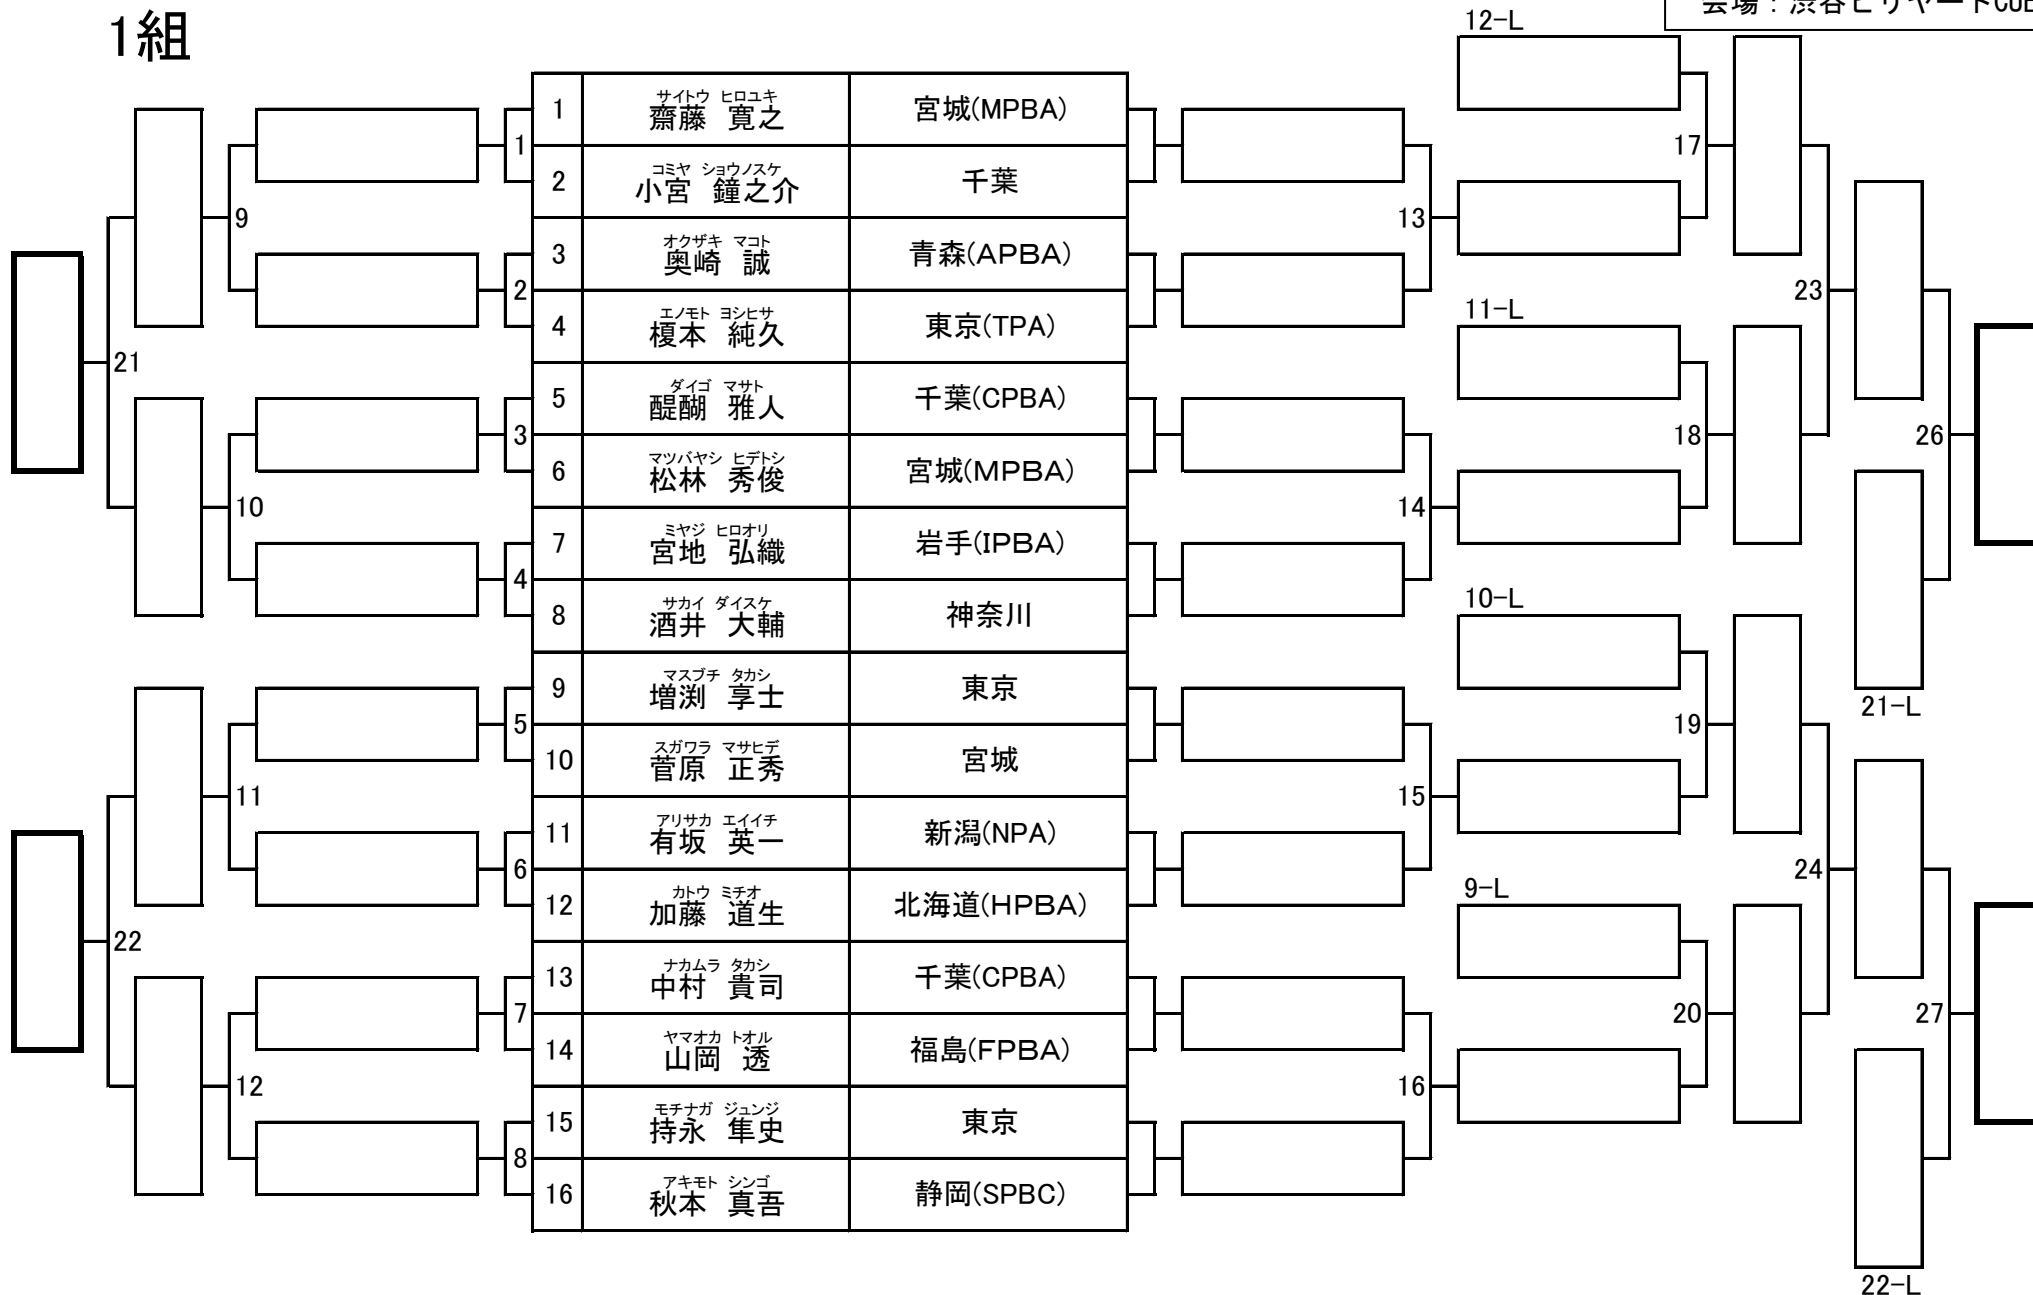 会場：渋谷ビリヤードCUE
1組
12-L
サイトウ ヒロユキ
1 齋藤 寛之 宮城(MPBA)
1
17
コミヤ ショウノスケ
2 小宮 鐘之介 千葉
9
13
オクザキ マコト
3 奥崎 誠 青森(APBA)
2
23
11-L
エノモト ヨシヒサ
4 榎本 純久 東京(TPA)
21
ダイゴ マサト
5 醍醐 雅人 千葉(CPBA)
3
18
26
マツバヤシ ヒデトシ
6 松林 秀俊 宮城(MPBA)
10
14
ミヤジ ヒロオリ
7 宮地 弘織 岩手(IPBA)
4
10-L
サカイ ダイスケ
8 酒井 大輔 神奈川
マスブチ タカシ
9 増渕 享士 東京
21-L
5
19
スガワラ マサヒデ
10 菅原 正秀 宮城
11
15
アリサカ エイイチ
11 有坂 英一 新潟(NPA)
6
24
9-L
カトウ ミチオ
12 加藤 道生 北海道(HPBA)
22
ナカムラ タカシ
13 中村 貴司 千葉(CPBA)
7
20
27
ヤマオカ トオル
14 山岡 透 福島(FPBA)
12
16
モチナガ ジュンジ
15 持永 隼史 東京
8
アキモト シンゴ
16 秋本 真吾 静岡(SPBC)
22-L